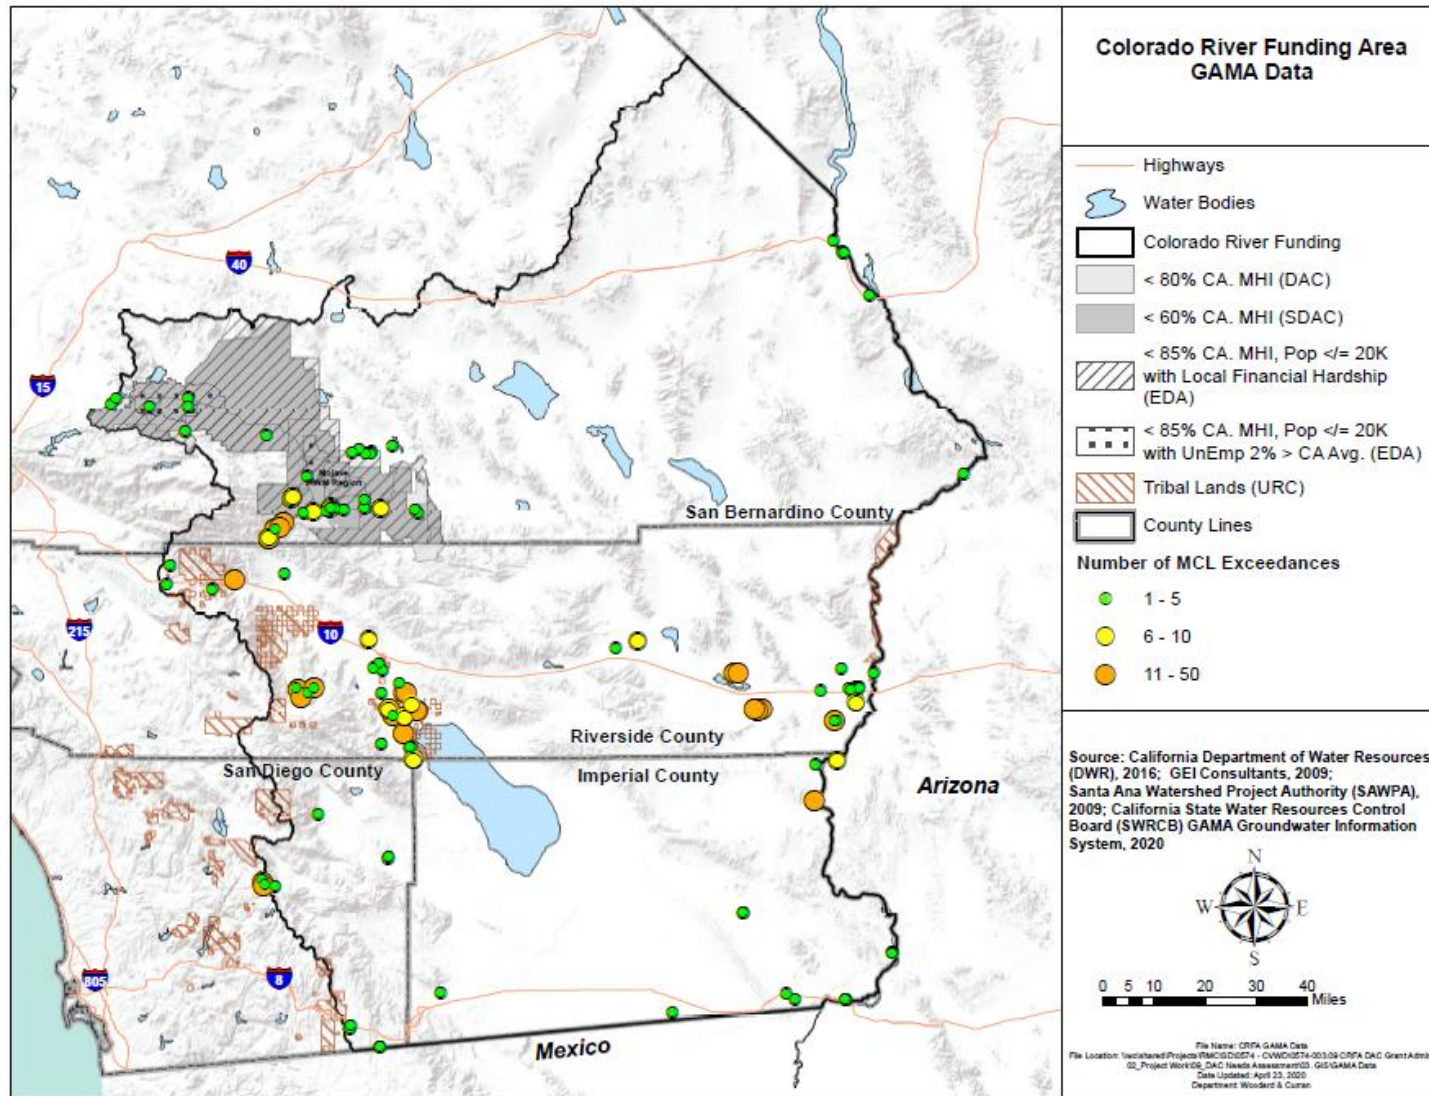 Colorado River Funding Area
GAMA Data
Highways
Water Bodies
Colorado River Funding
< 80% CA. MHI (DAC)
< 60% CA. MHI (SDAC)
< 85% CA. MHI, Pop </= 20K
with Local Financial Hardship
(EDA)
< 85% CA. MHI, Pop </= 20K
with UnEmp 2% > CA Avg. (EDA)
Tribal Lands (URC)
County Lines
Number of MCL Exceedances
1 - 5
6 - 10
11 - 50
Source: California Department of Water Resources
(DWR), 2016; GEI Consultants, 2009;
Santa Ana Watershed Project Authority (SAWPA),
2009; California State Water Resources Control
Board (SWRCB) GAMA Groundwater Information
System, 2020
N
W E
S
0 5 10 20 30 40
Miles
File Name: CRFA GAMA Data
Date Updated: April 23, 2020
Department: Woodard & Curran
40
15
Mojave
Region
San Bernardino County
215
10
Riverside County
San Diego County
Imperial County
Arizona
805
8
Mexico